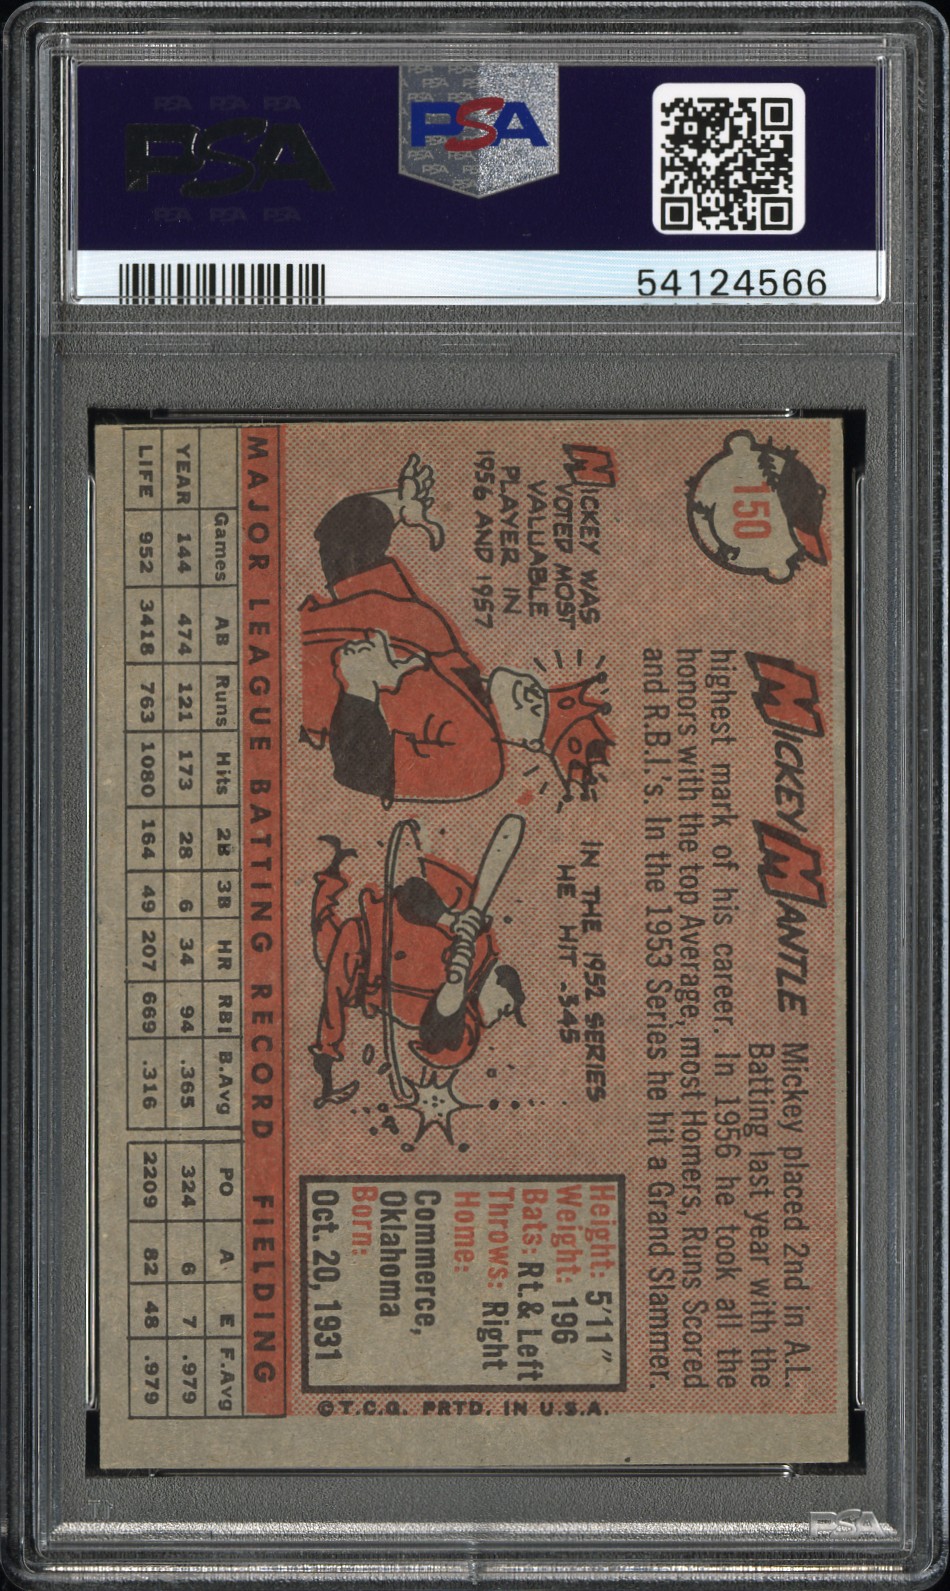 PSA
PSA
54124566
150
MICKEY MANTLE
Mickey placed 2nd in A.L.
Batting last year with the
highest mark of his career. In 1956 he took all the
honors with the top Average, most Homers, Runs Scored
and R.B.I.s. In the 1953 Series he hit a Grand Slammer.
MICKEY WAS
VOTED MOST
VALUABLE
PLAYER IN
1956 AND 1957
IN THE 1952 SERIES
HE HIT .345
Height: 5'11"
Weight: 196
Bats: Rt. & Left
Throws: Right
Home:
Commerce,
Oklahoma
Born:
Oct. 20, 1931
©T.C.G. PRTD. IN U.S.A.
MAJOR LEAGUE BATTING RECORD FIELDING
Games AB Runs Hits 2B 3B HR RBI B.Avg PO A E F.Avg
YEAR 144 474 121 173 28 6 34 94 .365 324 6 7 .979
LIFE 952 3418 763 1080 164 49 207 669 .316 2209 82 48 .979
PSA